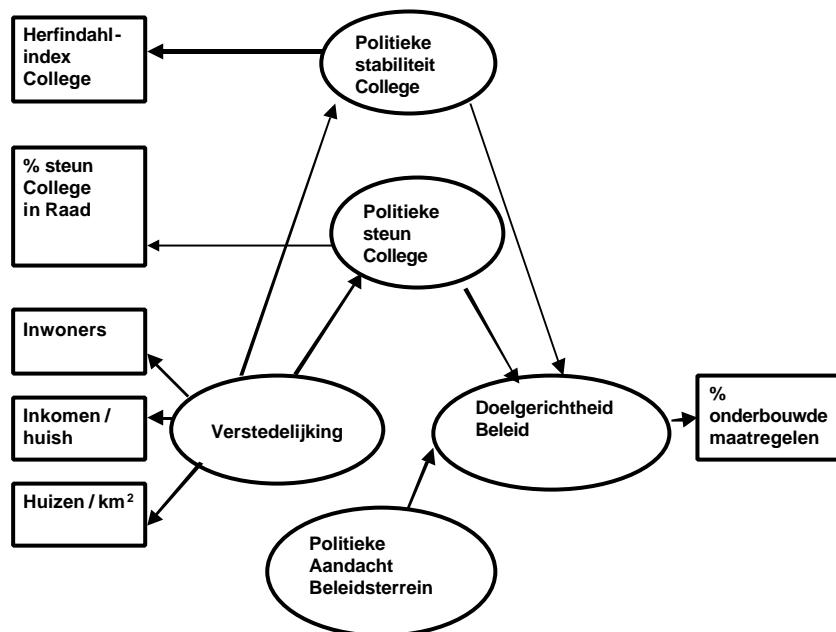 Herfindahl-
index
College
Politieke
stabiliteit
College
% steun
College
in Raad
Politieke
steun
College
Inwoners
Inkomen /
huish
Huizen / km²
Verstedelijking
Doelgerichtheid
Beleid
%
onderbouwde
maatregelen
Politieke
Aandacht
Beleidsterrein